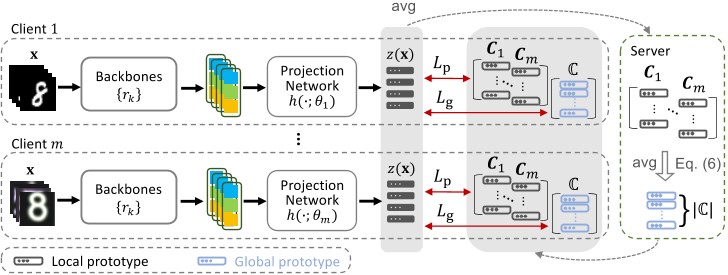 avg
Client 1
x
Backbones
{r_k}
Projection
Network
h(·; θ_1)
z(x)
L_p
L_g
C_1
C_m
ℂ
Server
C_1
C_m
avg
Eq. (6)
|ℂ|
Client m
x
Backbones
{r_k}
Projection
Network
h(·; θ_m)
z(x)
L_p
L_g
C_1
C_m
ℂ
Local prototype
Global prototype